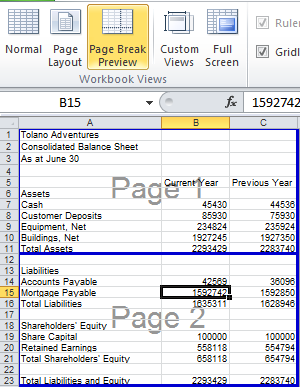 Ruler
Gridl
Normal Page Layout Page Break Preview Custom Views Full Screen
Workbook Views
B15 fx 1592742
A B C
1 Tolano Adventures
2 Consolidated Balance Sheet
3 As at June 30
4
5 Current Year Previous Year
Page 1
6 Assets
7 Cash 45430 44536
8 Customer Deposits 85930 75930
9 Equipment, Net 234824 235924
10 Buildings, Net 1927245 1927350
11 Total Assets 2293429 2283740
12
13 Liabilities
14 Accounts Payable 42569 36096
15 Mortgage Payable 1592742 1592850
16 Total Liabilities 1635311 1628946
17
Page 2
18 Shareholders' Equity
19 Share Capital 100000 100000
20 Retained Earnings 558118 554794
21 Total Shareholders' Equity 658118 654794
22
23 Total Liabilities and Equity 2293429 2283740